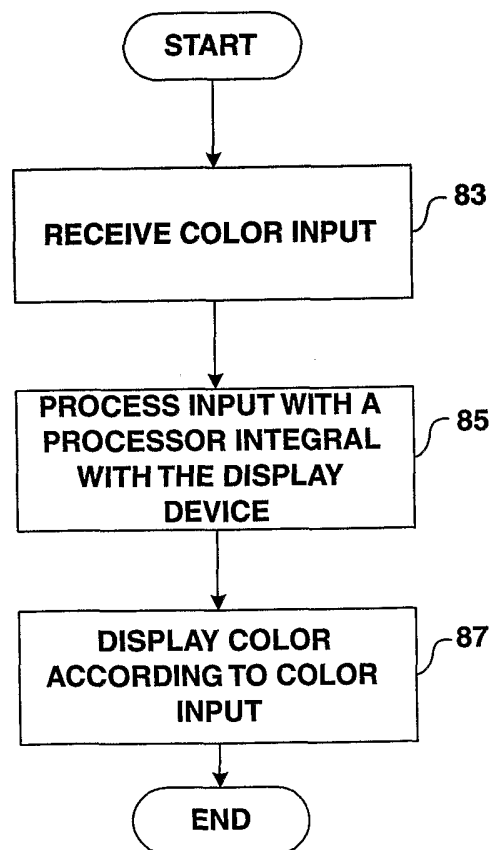 START
RECEIVE COLOR INPUT
83
PROCESS INPUT WITH A
PROCESSOR INTEGRAL
WITH THE DISPLAY
DEVICE
85
DISPLAY COLOR
ACCORDING TO COLOR
INPUT
87
END